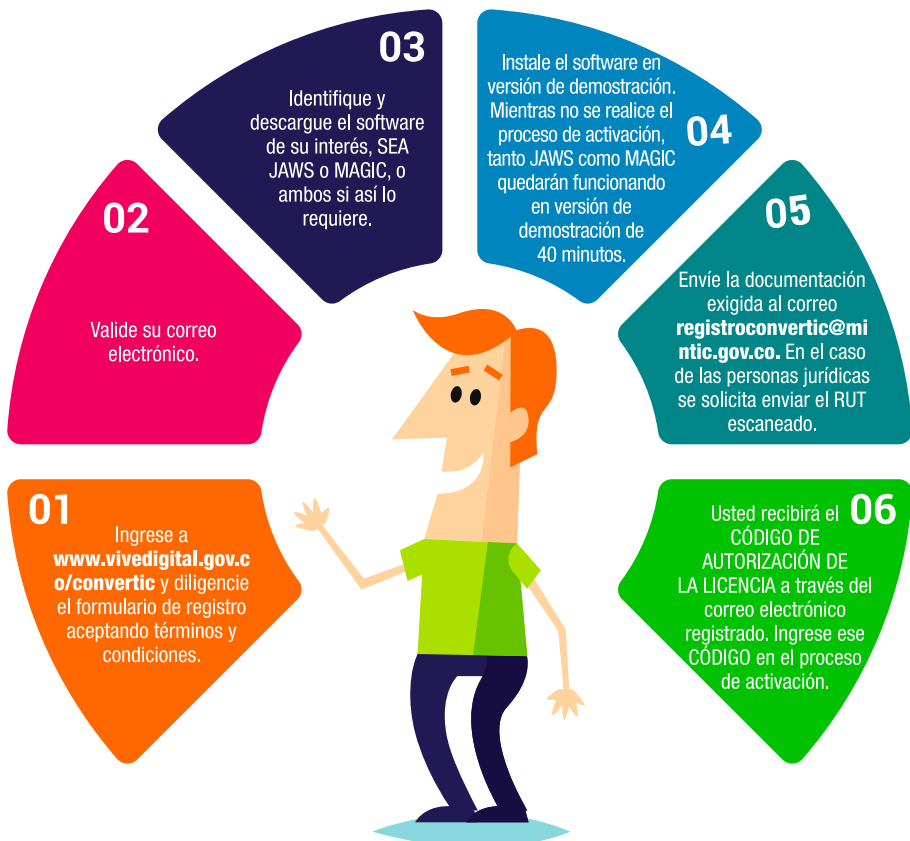 01
Ingrese a
www.vivedigital.gov.c
o/convertic y diligencie
el formulario de registro
aceptando términos y
condiciones.
02
Valide su correo
electrónico.
03
Identifique y
descargue el software
de su interés, SEA
JAWS o MAGIC, o
ambos si así lo
requiere.
04
Instale el software en
versión de demostración.
Mientras no se realice el
proceso de activación,
tanto JAWS como MAGIC
quedarán funcionando
en versión de
demostración de
40 minutos.
05
Envíe la documentación
exigida al correo
registroconvertic@mi
ntic.gov.co. En el caso
de las personas jurídicas
se solicita enviar el RUT
escaneado.
06
Usted recibirá el
CÓDIGO DE
AUTORIZACIÓN DE
LA LICENCIA a través del
correo electrónico
registrado. Ingrese ese
CÓDIGO en el proceso
de activación.